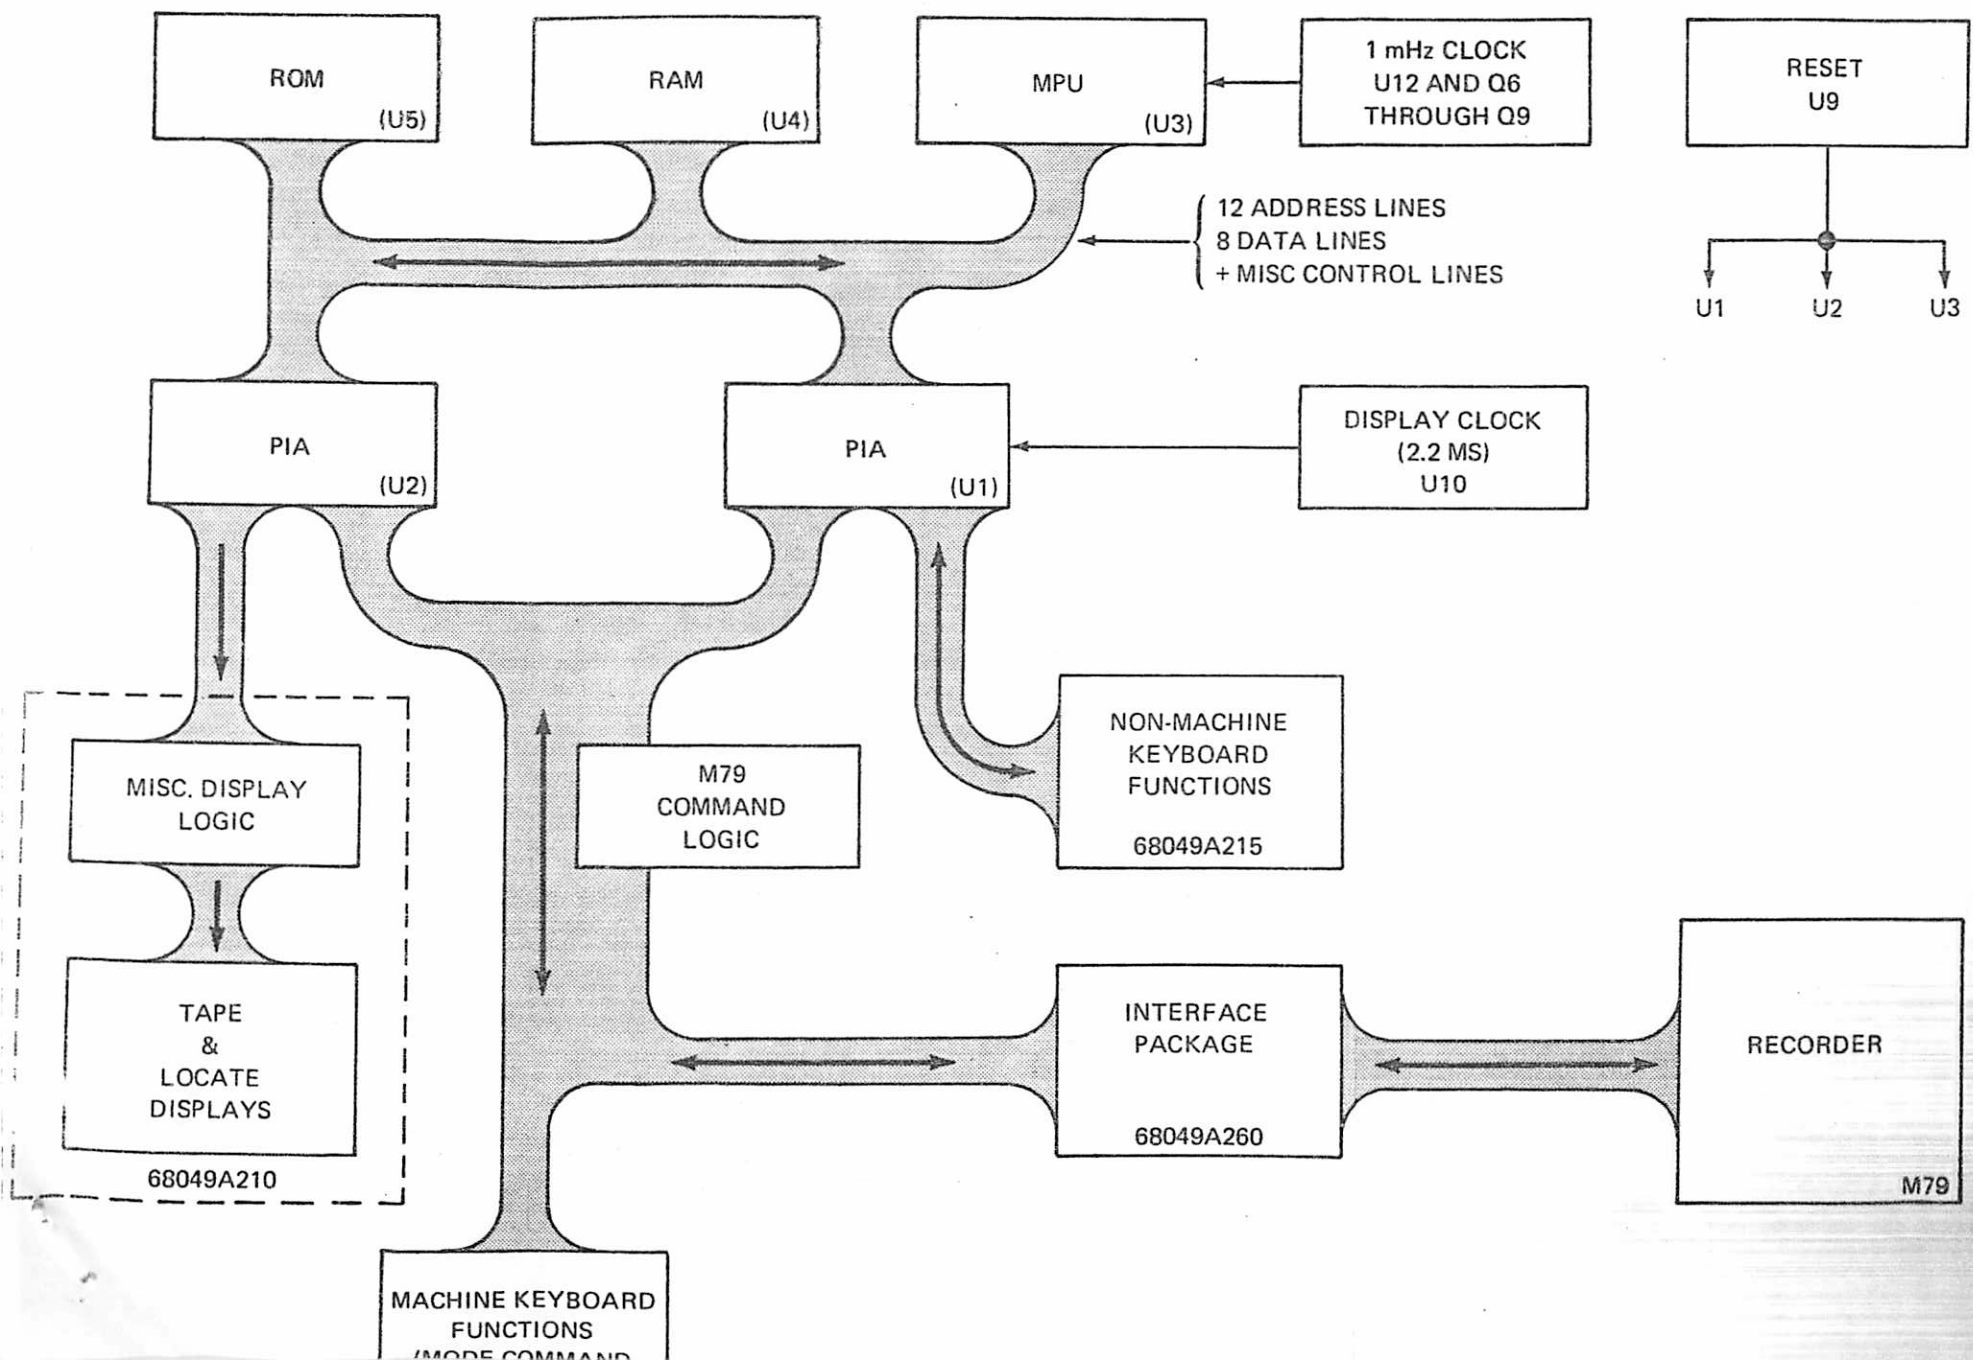 ROM
(U5)
RAM
(U4)
MPU
(U3)
1 mHz CLOCK
U12 AND Q6
THROUGH Q9
RESET
U9
12 ADDRESS LINES
8 DATA LINES
+ MISC CONTROL LINES
U1
U2
U3
PIA
(U2)
PIA
(U1)
DISPLAY CLOCK
(2.2 MS)
U10
NON-MACHINE
KEYBOARD
FUNCTIONS
68049A215
MISC. DISPLAY
LOGIC
M79
COMMAND
LOGIC
TAPE
&
LOCATE
DISPLAYS
68049A210
INTERFACE
PACKAGE
68049A260
RECORDER
M79
MACHINE KEYBOARD
FUNCTIONS
(MODE COMMAND